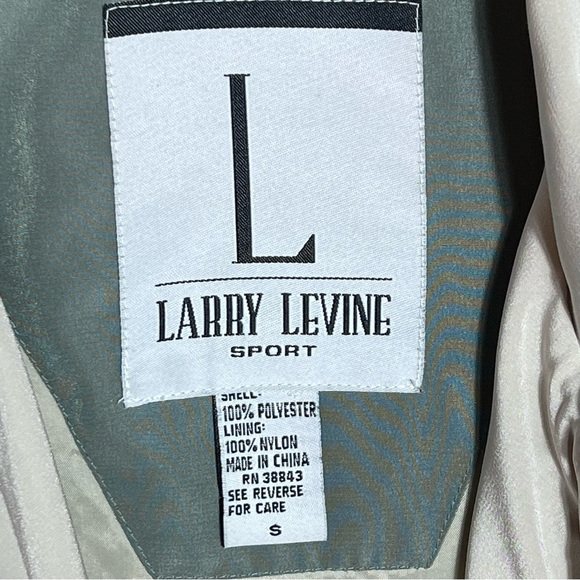 L
LARRY LEVINE
SPORT
SHELL:
100% POLYESTER
LINING:
100% NYLON
MADE IN CHINA
RN 38843
SEE REVERSE
FOR CARE
S